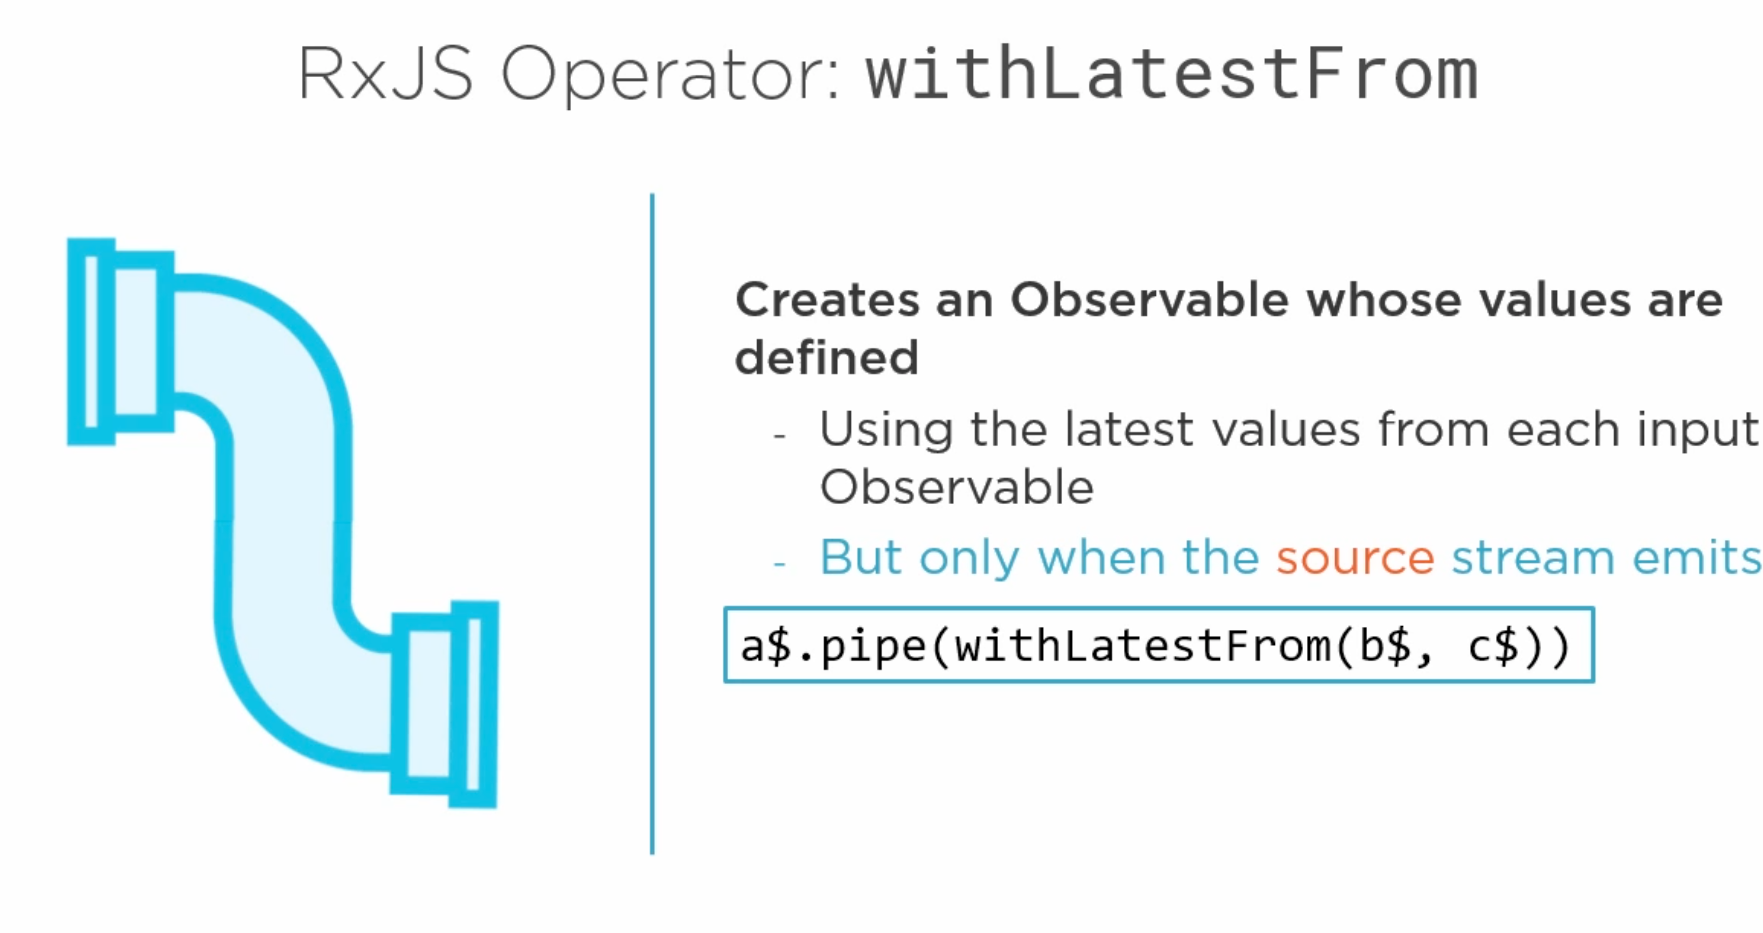 RxJS Operator: withLatestFrom
Creates an Observable whose values are
defined
- Using the latest values from each input
Observable
- But only when the source stream emits
a$.pipe(withLatestFrom(b$, c$))